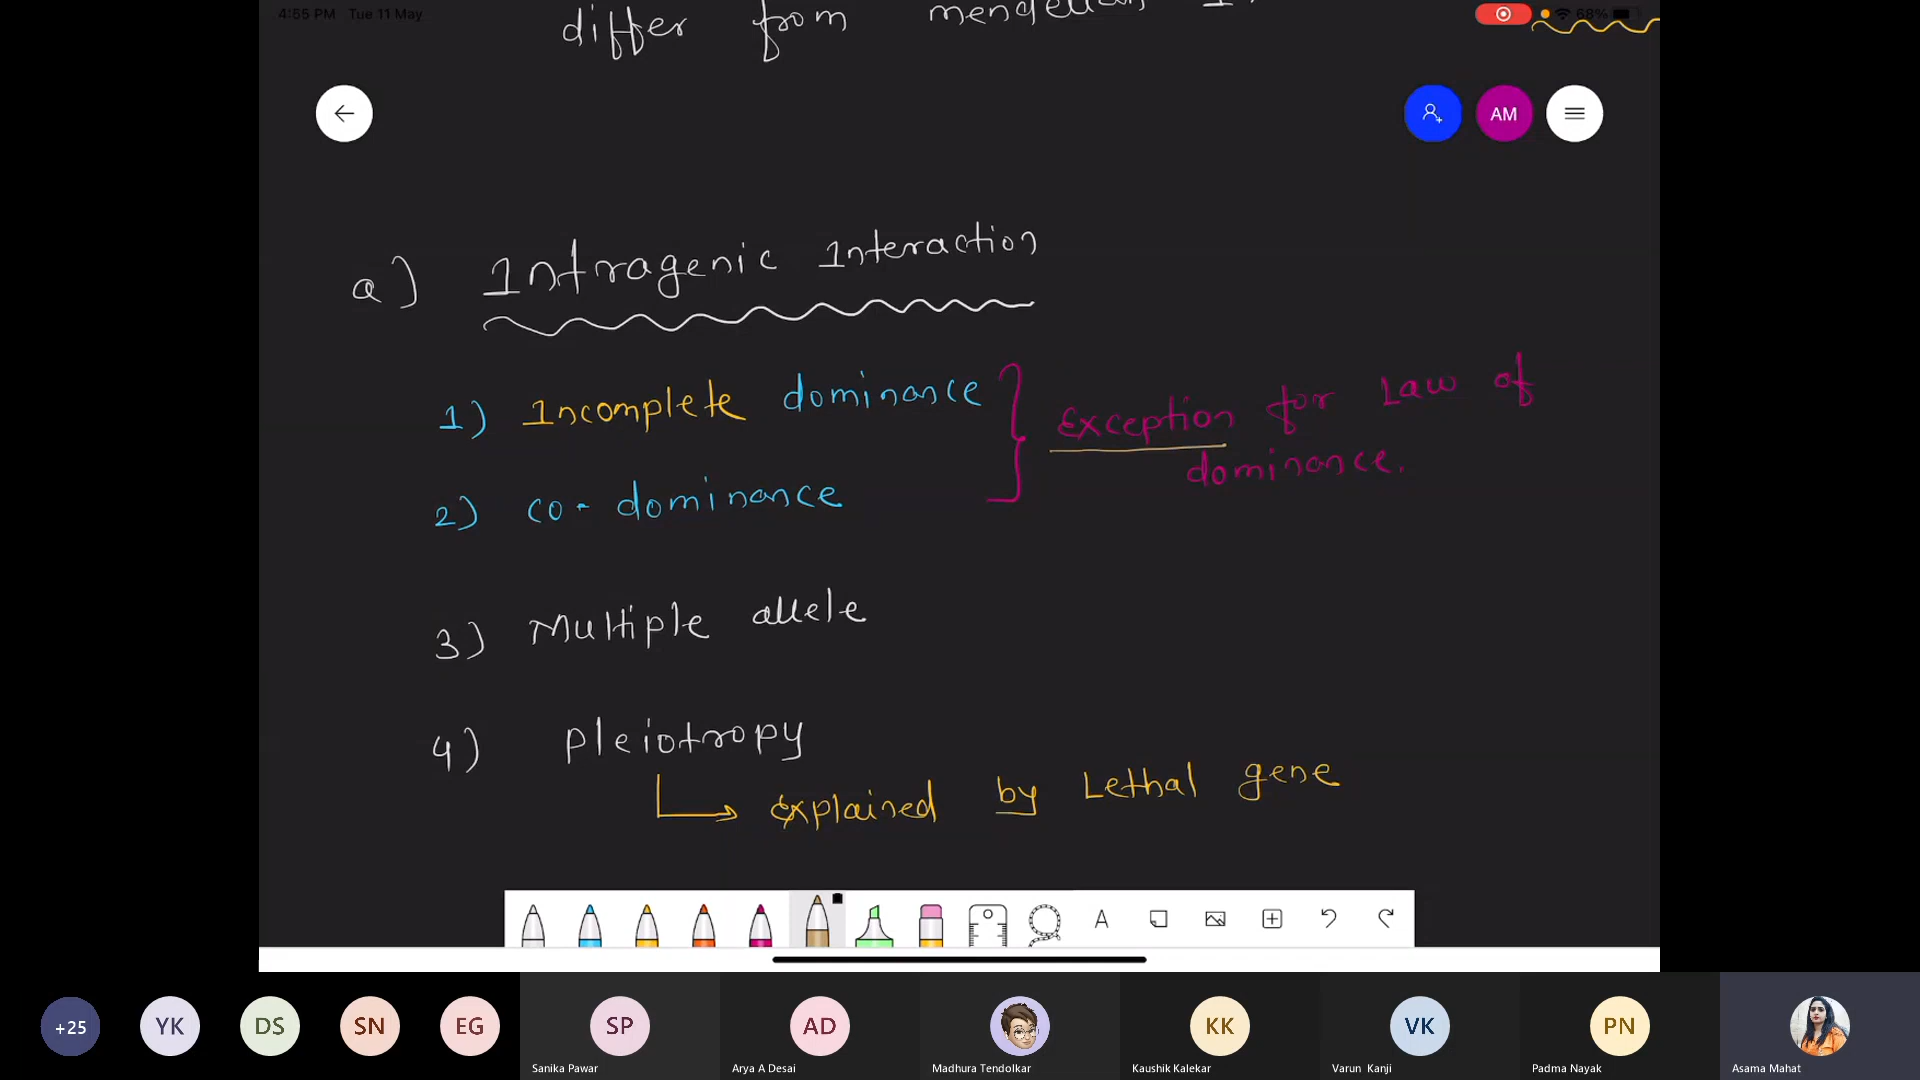 4:55 PM Tue 11 May
68%
differ from mendelian
AM
a) Intragenic Interaction
1) Incomplete dominance
Exception for Law of
dominance.
2) co-dominance
3) Multiple allele
4) Pleiotropy
Explained by Lethal gene
A
+25 YK DS SN EG SP AD KK VK PN
Sanika Pawar Arya A Desai Madhura Tendolkar Kaushik Kalekar Varun Kanji Padma Nayak Asama Mahat